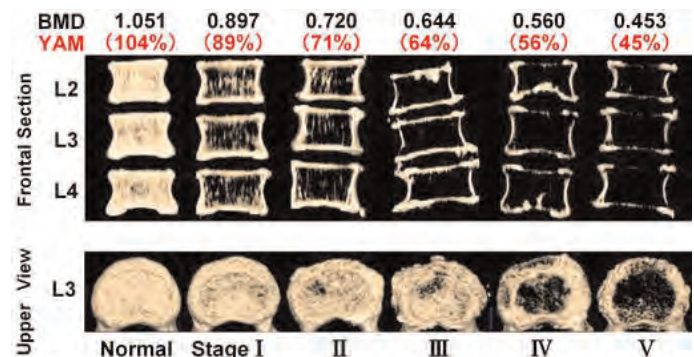 BMD 1.051 0.897 0.720 0.644 0.560 0.453
YAM (104%) (89%) (71%) (64%) (56%) (45%)
Frontal Section
L2
L3
L4
Upper View
L3
Normal Stage I II III IV V